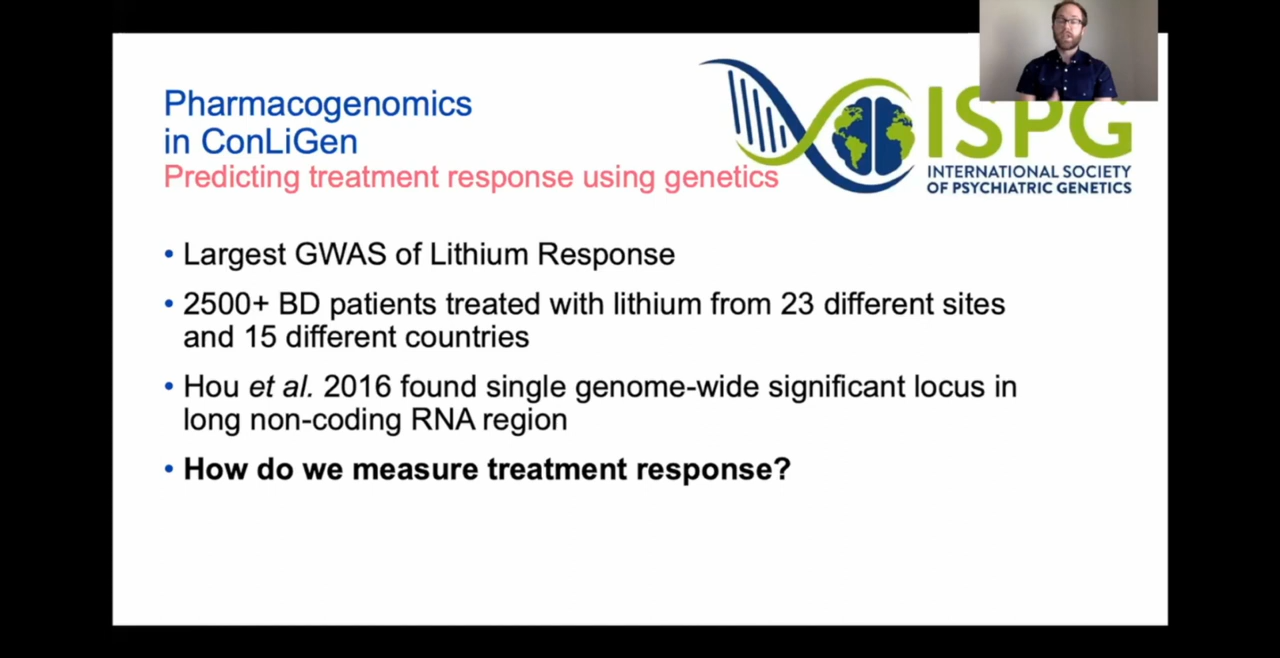 Pharmacogenomics
in ConLiGen
Predicting treatment response using genetics
ISPG
INTERNATIONAL SOCIETY
OF PSYCHIATRIC GENETICS
• Largest GWAS of Lithium Response
• 2500+ BD patients treated with lithium from 23 different sites
and 15 different countries
• Hou et al. 2016 found single genome-wide significant locus in
long non-coding RNA region
• How do we measure treatment response?